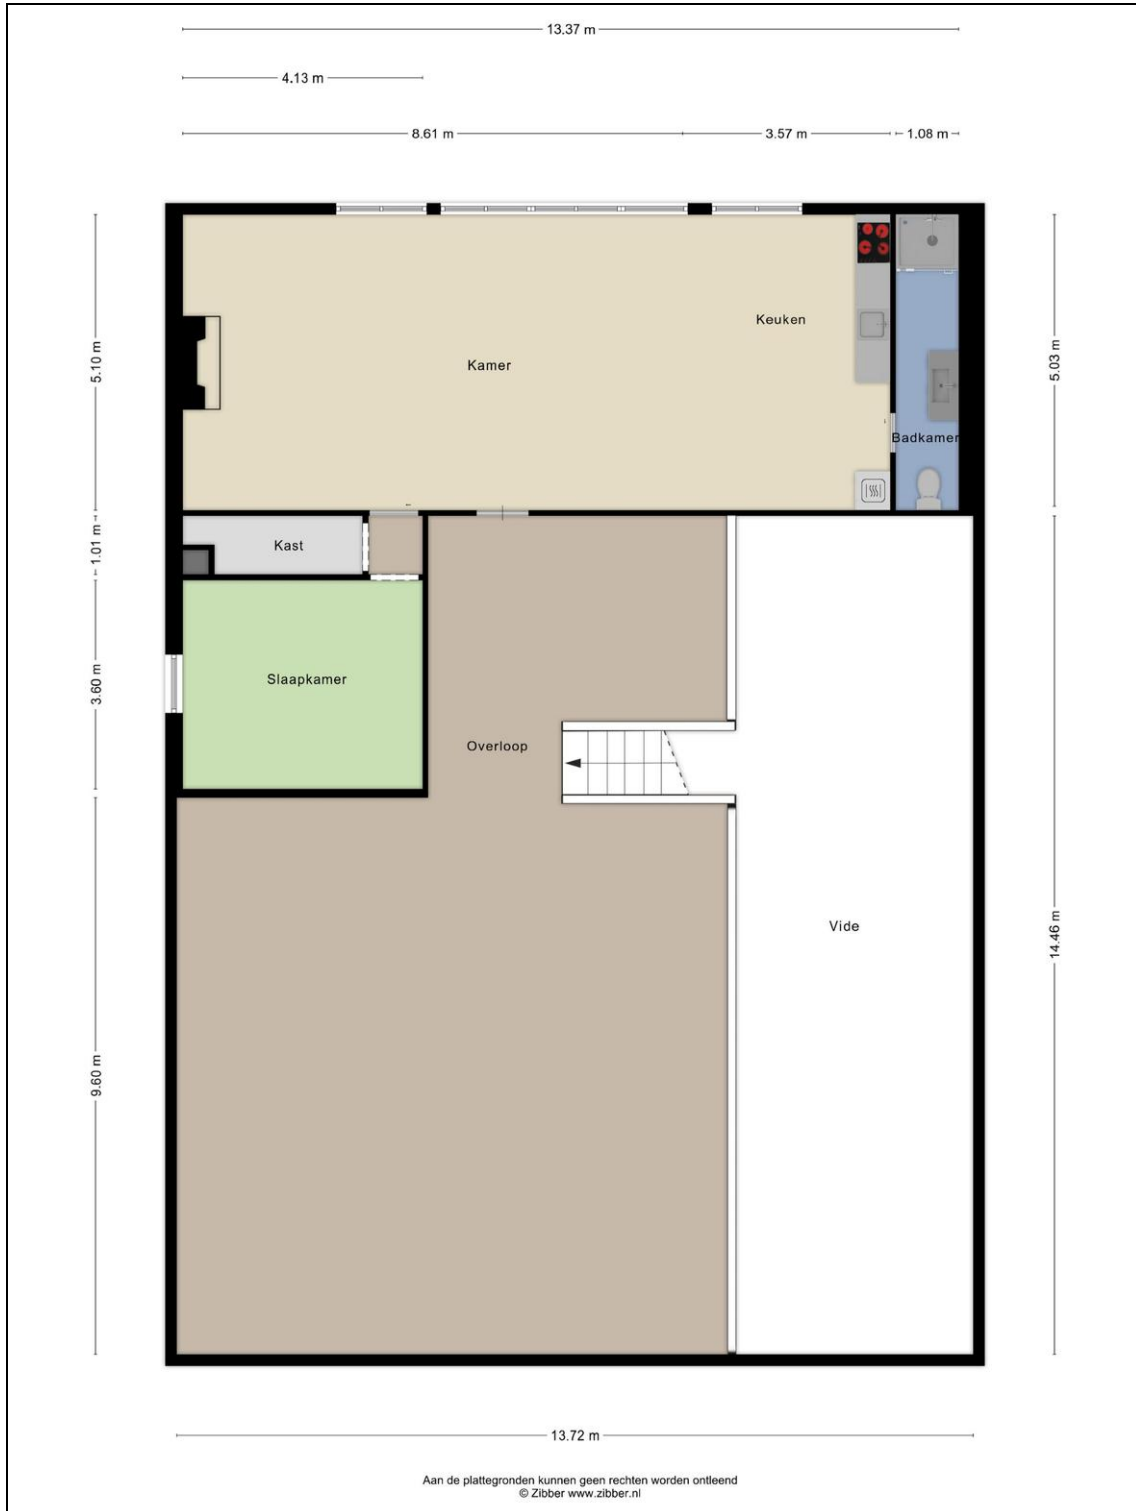 13.37 m
4.13 m
8.61 m
3.57 m
1.08 m
5.10 m
5.03 m
Keuken
Kamer
Badkamer
1.01 m
Kast
3.60 m
Slaapkamer
Overloop
14.46 m
Vide
9.60 m
13.72 m
Aan de plattegronden kunnen geen rechten worden ontleend
© Zibber www.zibber.nl